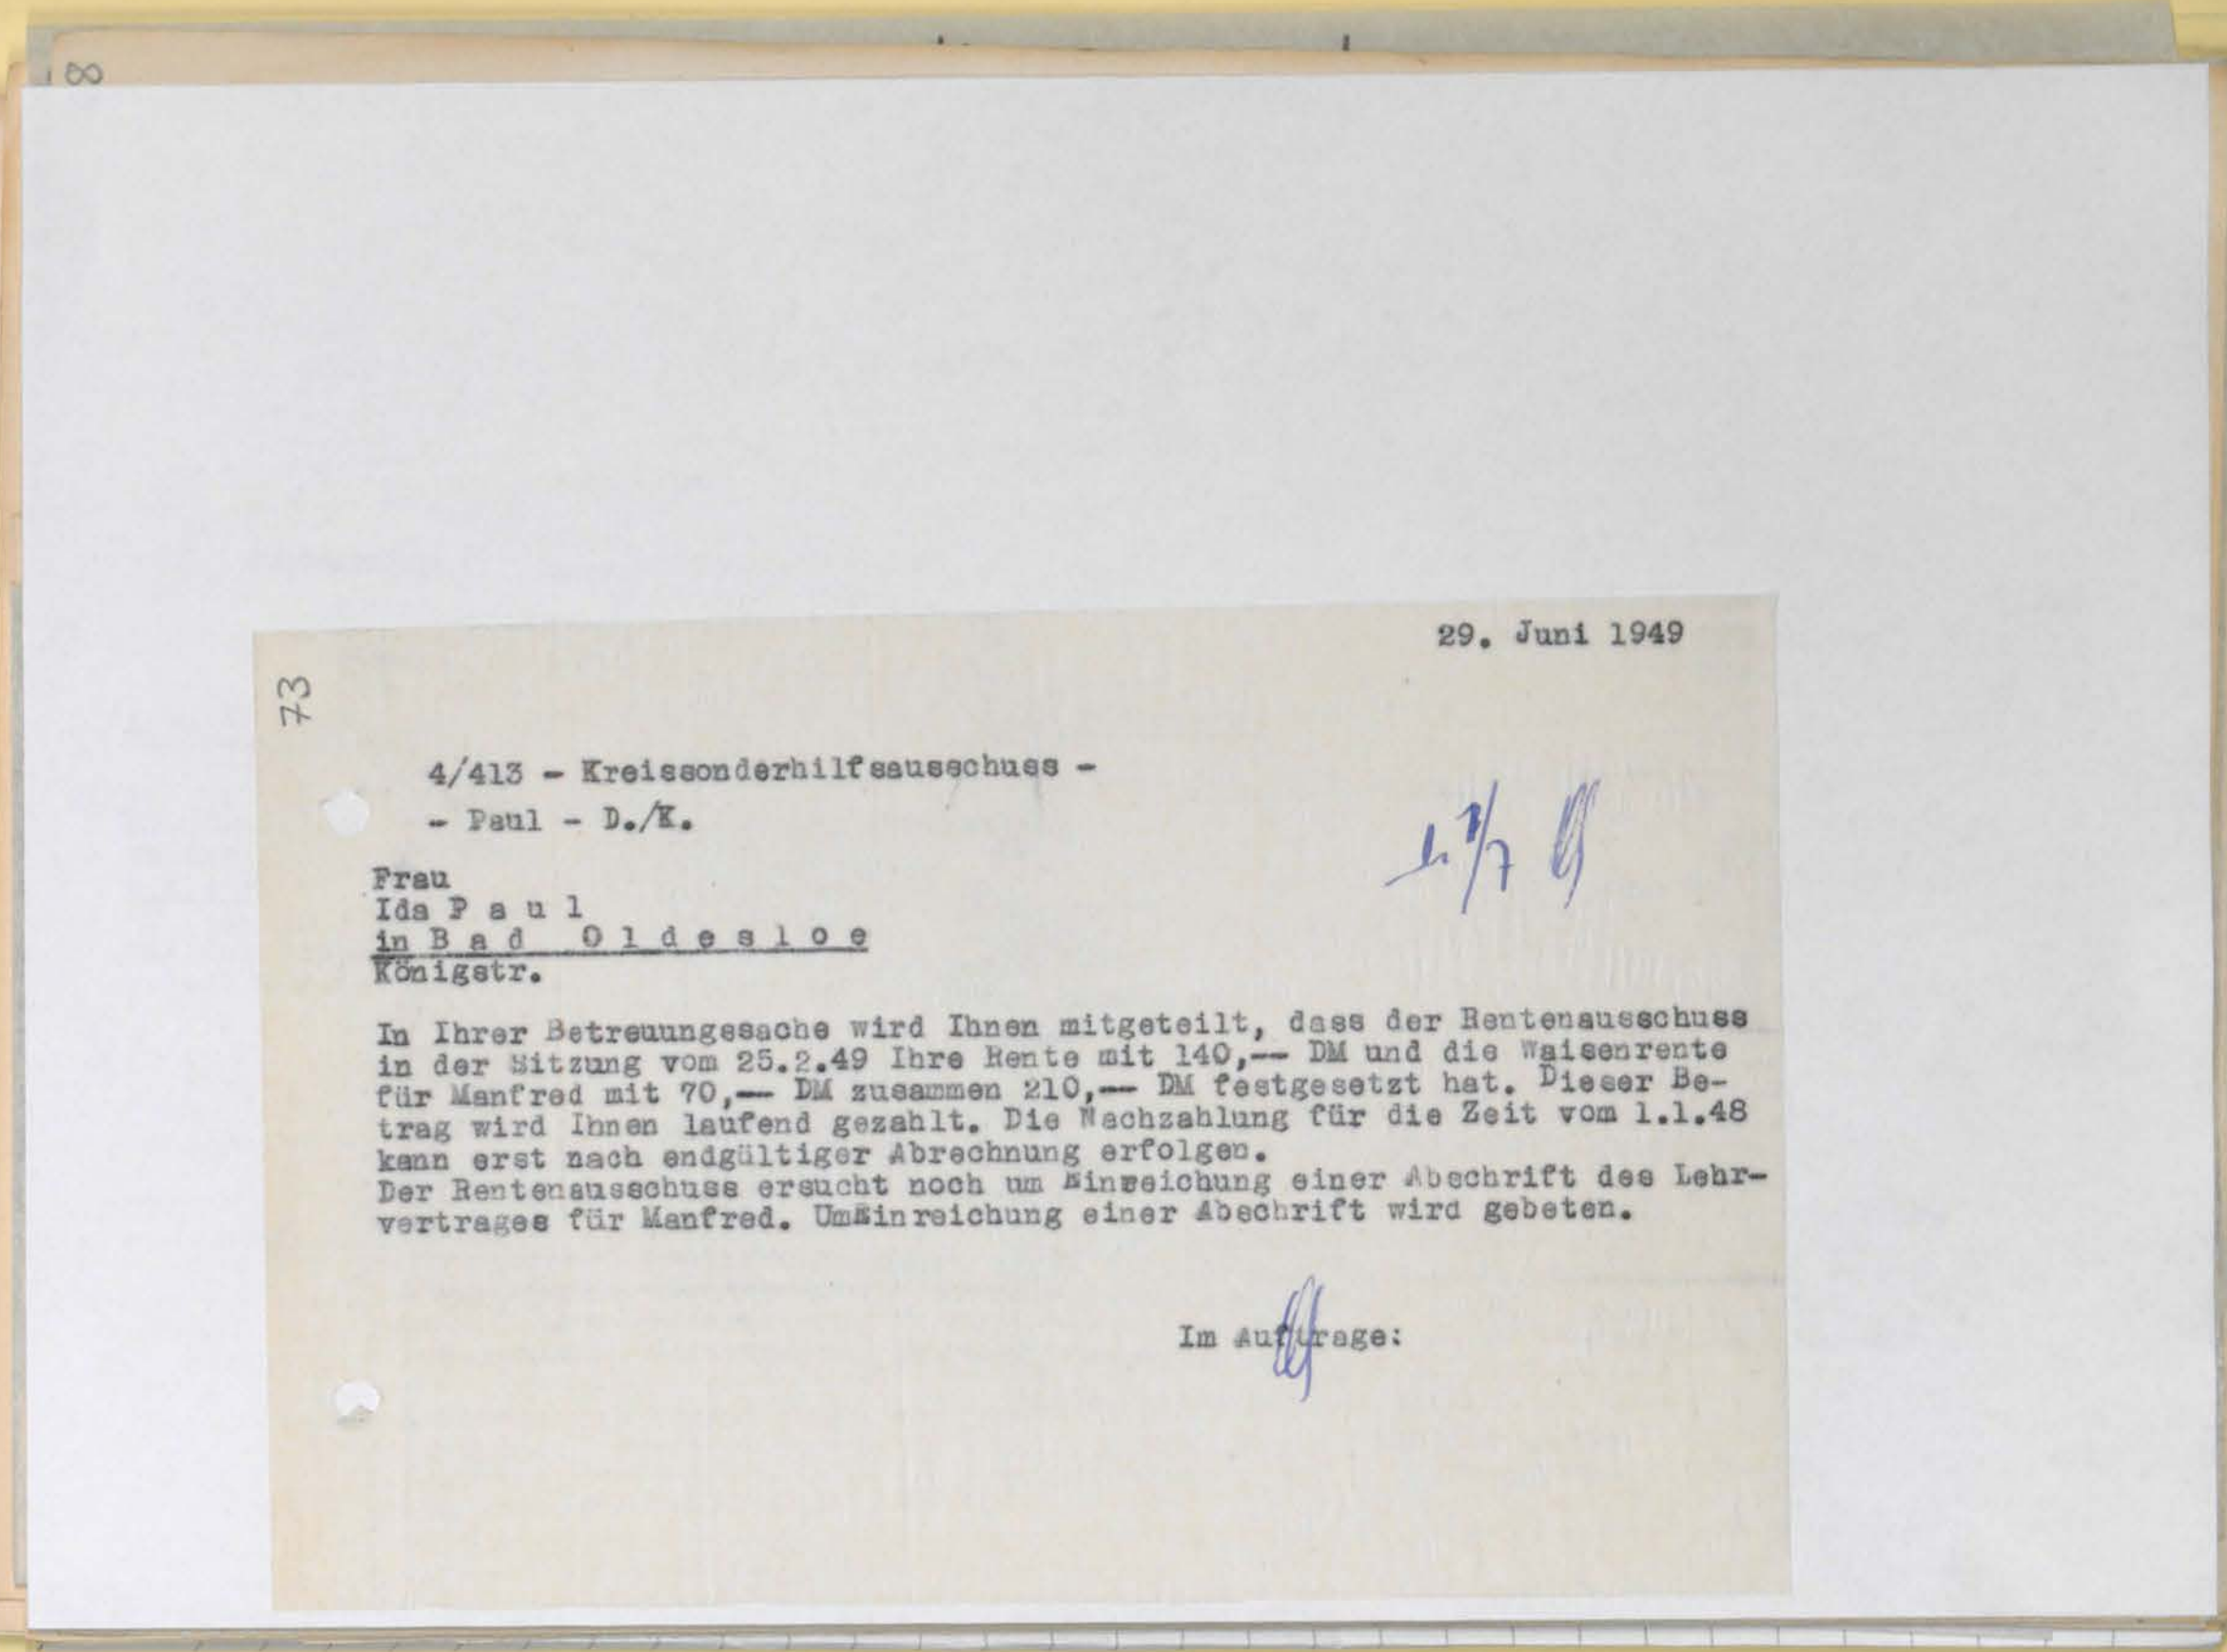 8
29. Juni 1949
73
4/413 - Kreissonderhilfsausschuss -
- Paul - D./K.
1/7
Frau
Ida P a u l
in B a d   O l d e s l o e
Königstr.
In Ihrer Betreuungssache wird Ihnen mitgeteilt, dass der Rentenausschuss
in der Sitzung vom 25.2.49 Ihre Rente mit 140,-- DM und die Waisenrente
für Manfred mit 70,-- DM zusammen 210,-- DM festgesetzt hat. Dieser Be-
trag wird Ihnen laufend gezahlt. Die Nachzahlung für die Zeit vom 1.1.48
kann erst nach endgültiger Abrechnung erfolgen.
Der Rentenausschuss ersucht noch um Einreichung einer Abschrift des Lehr-
vertrages für Manfred. UmEinreichung einer Abschrift wird gebeten.
Im Auftrage: